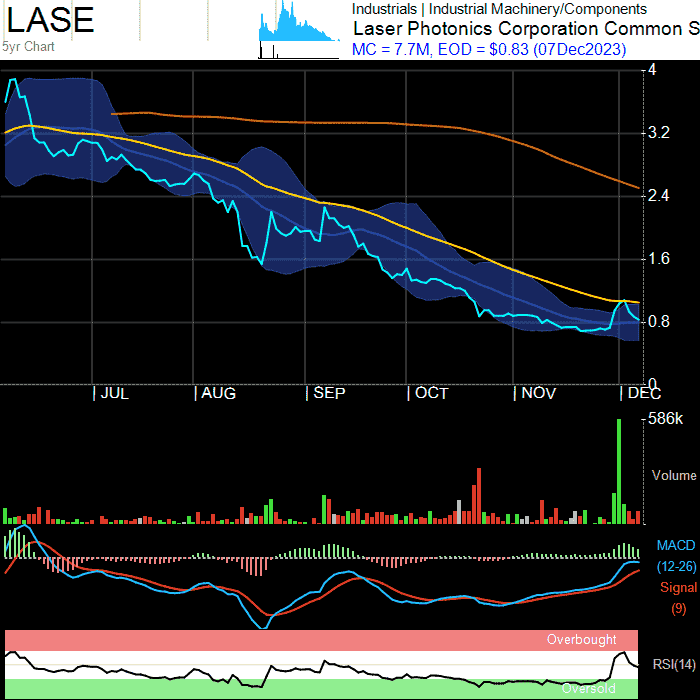 LASE
Industrials | Industrial Machinery/Components
5yr Chart
Laser Photonics Corporation Common S
MC = 7.7M, EOD = $0.83 (07Dec2023)
4
3.2
2.4
1.6
0.8
0
JUL AUG SEP OCT NOV DEC
586k
Volume
MACD
(12-26)
Signal
(9)
Overbought
RSI(14)
Oversold